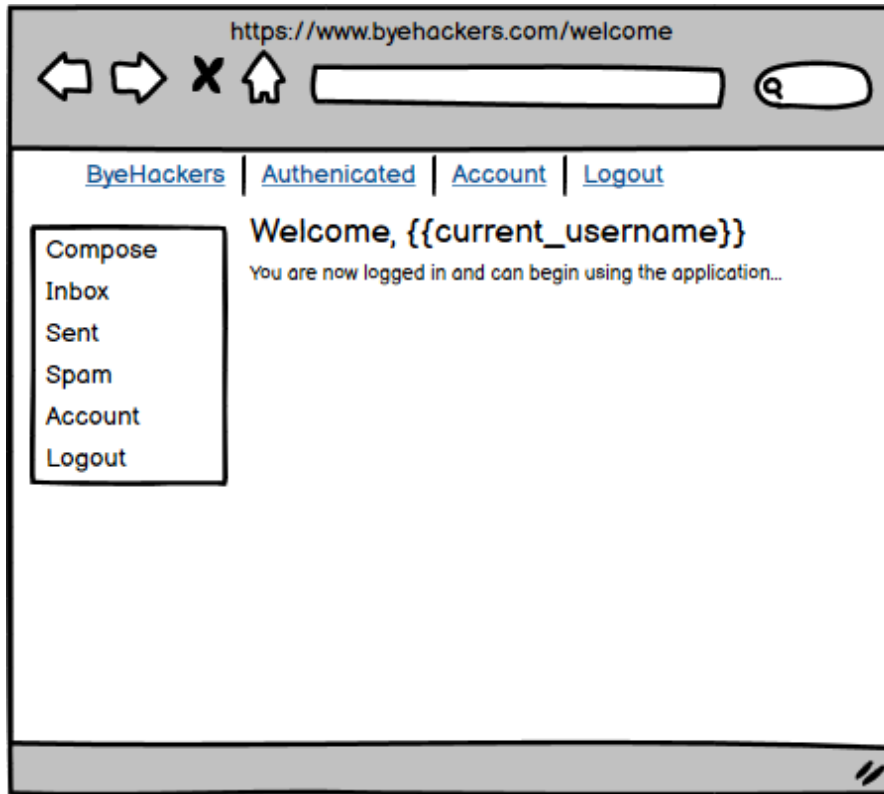 https://www.byehackers.com/welcome
ByeHackers Authenicated Account Logout
Welcome, {{current_username}}
You are now logged in and can begin using the application...
Compose
Inbox
Sent
Spam
Account
Logout